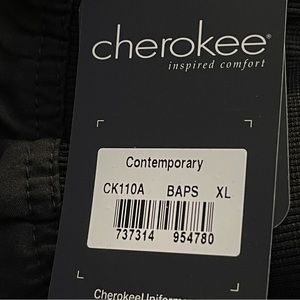 cherokee®
inspired comfort
Contemporary
CK110A BAPS XL
737314 954780